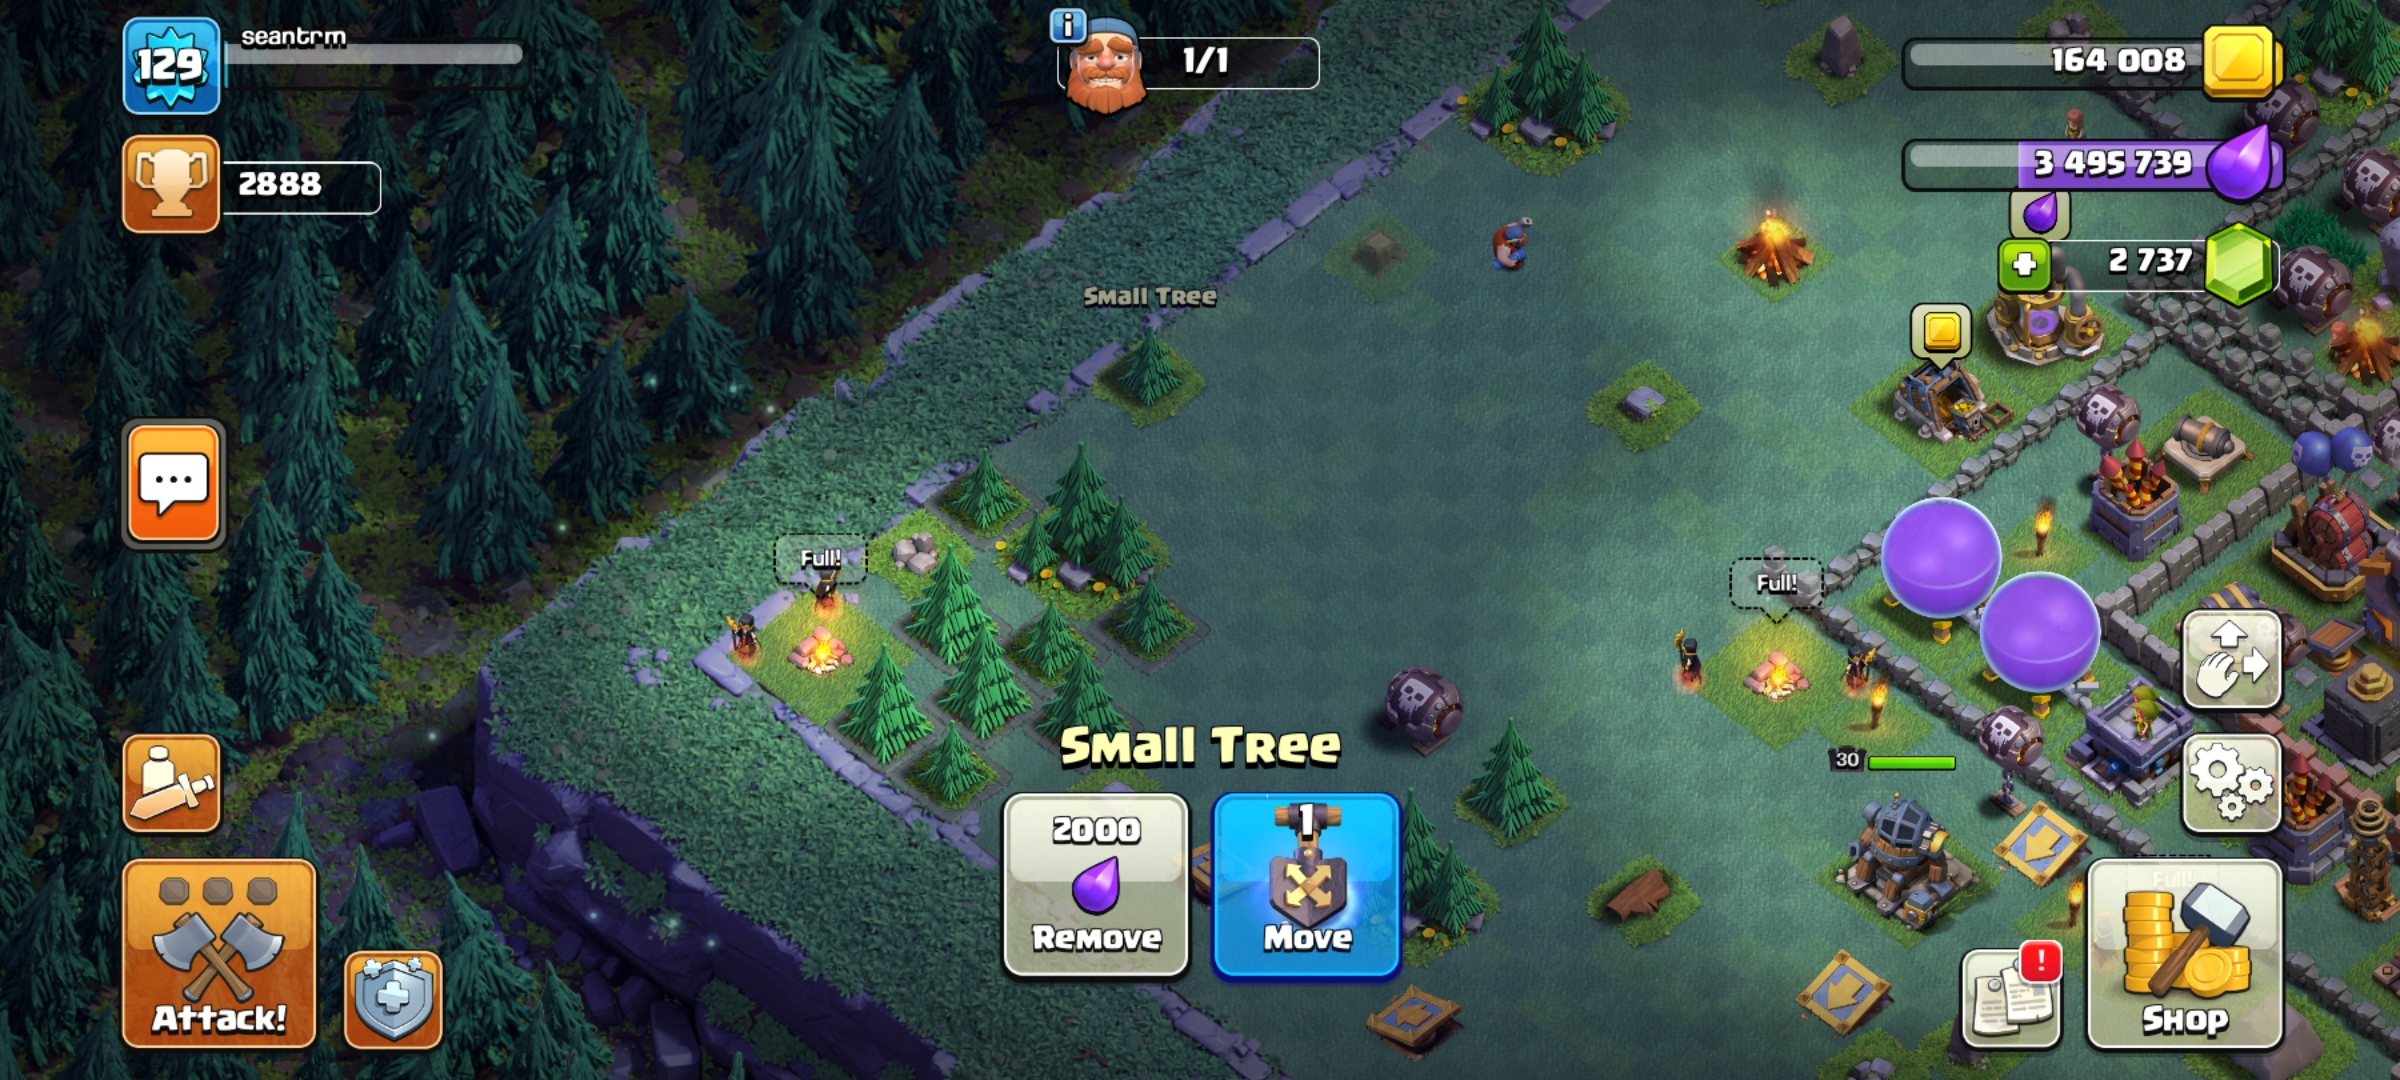 129
seantrm
1/1
164 008
2888
3 495 739
2 737
Small Tree
Full!
Full!
30
Small Tree
2000
Remove
1
Move
Attack!
Full!
!
Shop